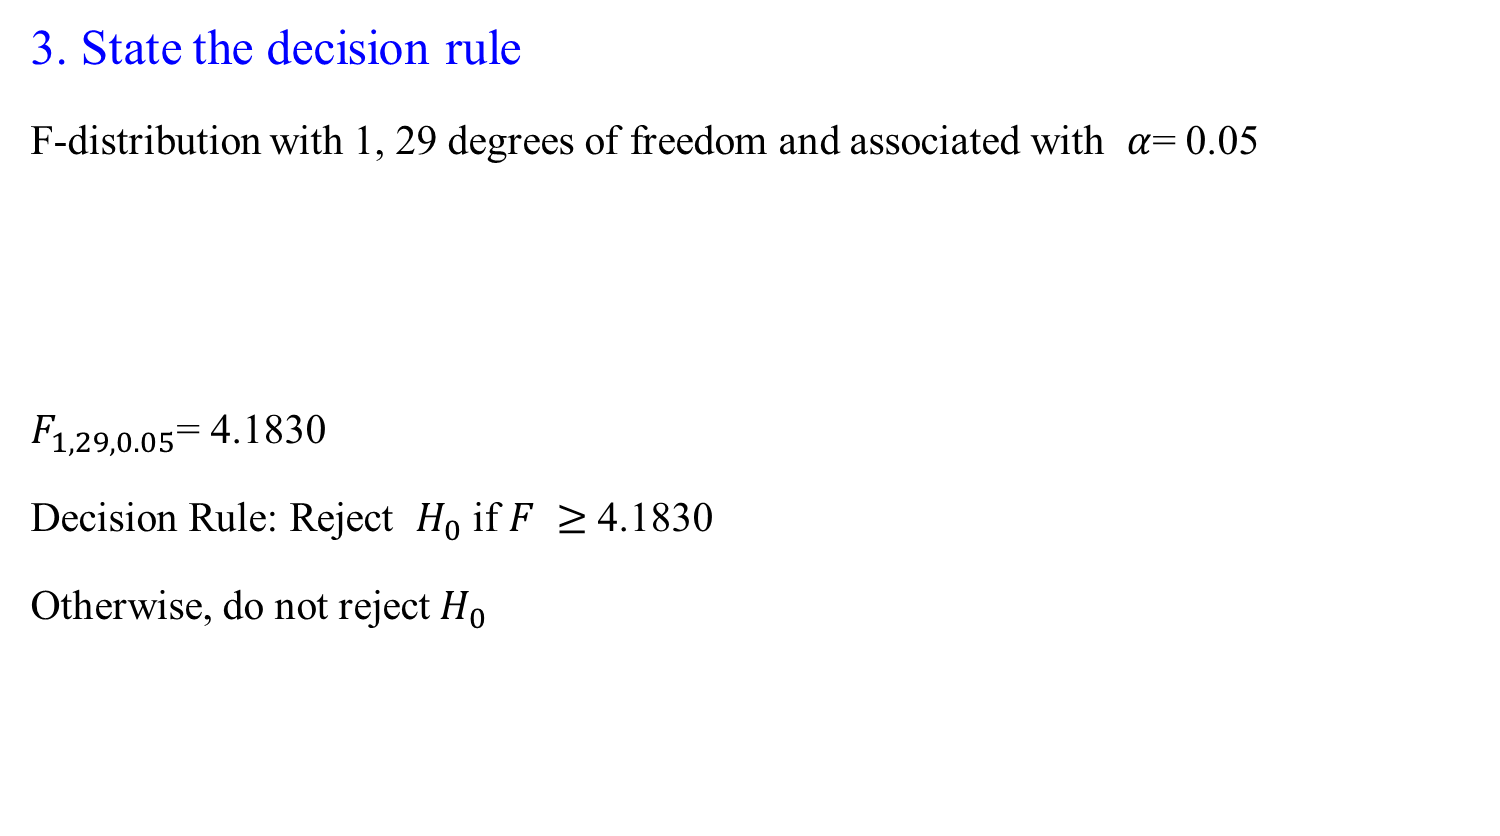 3. State the decision rule
F-distribution with 1, 29 degrees of freedom and associated with α= 0.05
F₁,₂₉,₀.₀₅= 4.1830
Decision Rule: Reject H₀ if F ≥ 4.1830
Otherwise, do not reject H₀